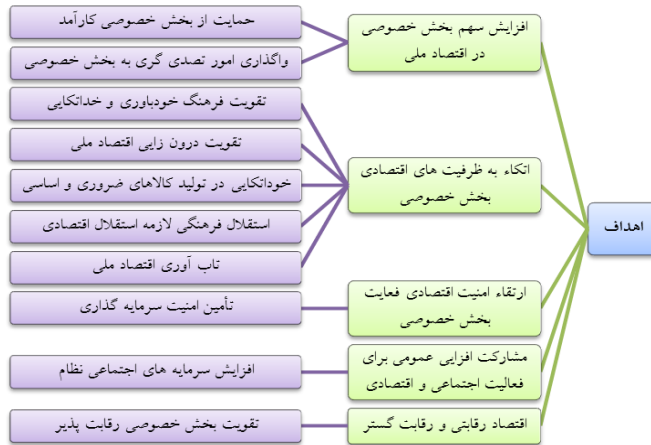 اهداف
افزایش سهم بخش خصوصی
در اقتصاد ملی
حمایت از بخش خصوصی کارآمد
واگذاری امور تصدی گری به بخش خصوصی
اتکاء به ظرفیت های اقتصادی
بخش خصوصی
تقویت فرهنگ خودباوری و خداتکایی
تقویت درون زایی اقتصاد ملی
خوداتکایی در تولید کالاهای ضروری و اساسی
استقلال فرهنگی لازمه استقلال اقتصادی
تاب آوری اقتصاد ملی
ارتقاء امنیت اقتصادی فعایت
بخش خصوصی
تأمین امنیت سرمایه گذاری
مشارکت افزایی عمومی برای
فعالیت اجتماعی و اقتصادی
افزایش سرمایه های اجتماعی نظام
اقتصاد رقابتی و رقابت گستر
تقویت بخش خصوصی رقابت پذیر